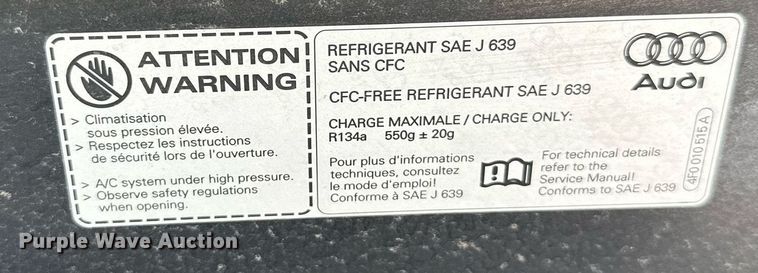 ATTENTION
WARNING
> Climatisation
sous pression élevée.
> Respectez les instructions
de sécurité lors de l'ouverture.
> A/C system under high pressure.
> Observe safety regulations
when opening.
REFRIGERANT SAE J 639
SANS CFC
CFC-FREE REFRIGERANT SAE J 639
CHARGE MAXIMALE / CHARGE ONLY:
R134a 550g ± 20g
Pour plus d'informations
techniques, consultez
le mode d'emploi!
Conforme à SAE J 639
For technical details
refer to the
Service Manual!
Conforms to SAE J 639
Audi
4F0 010 515 A
Purple Wave Auction